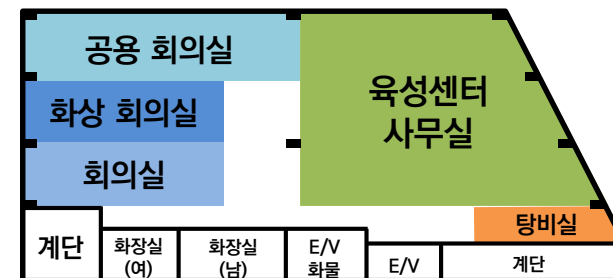 공용 회의실
육성센터
사무실
화상 회의실
회의실
탕비실
계단
화장실
(여)
화장실
(남)
E/V
화물
E/V
계단